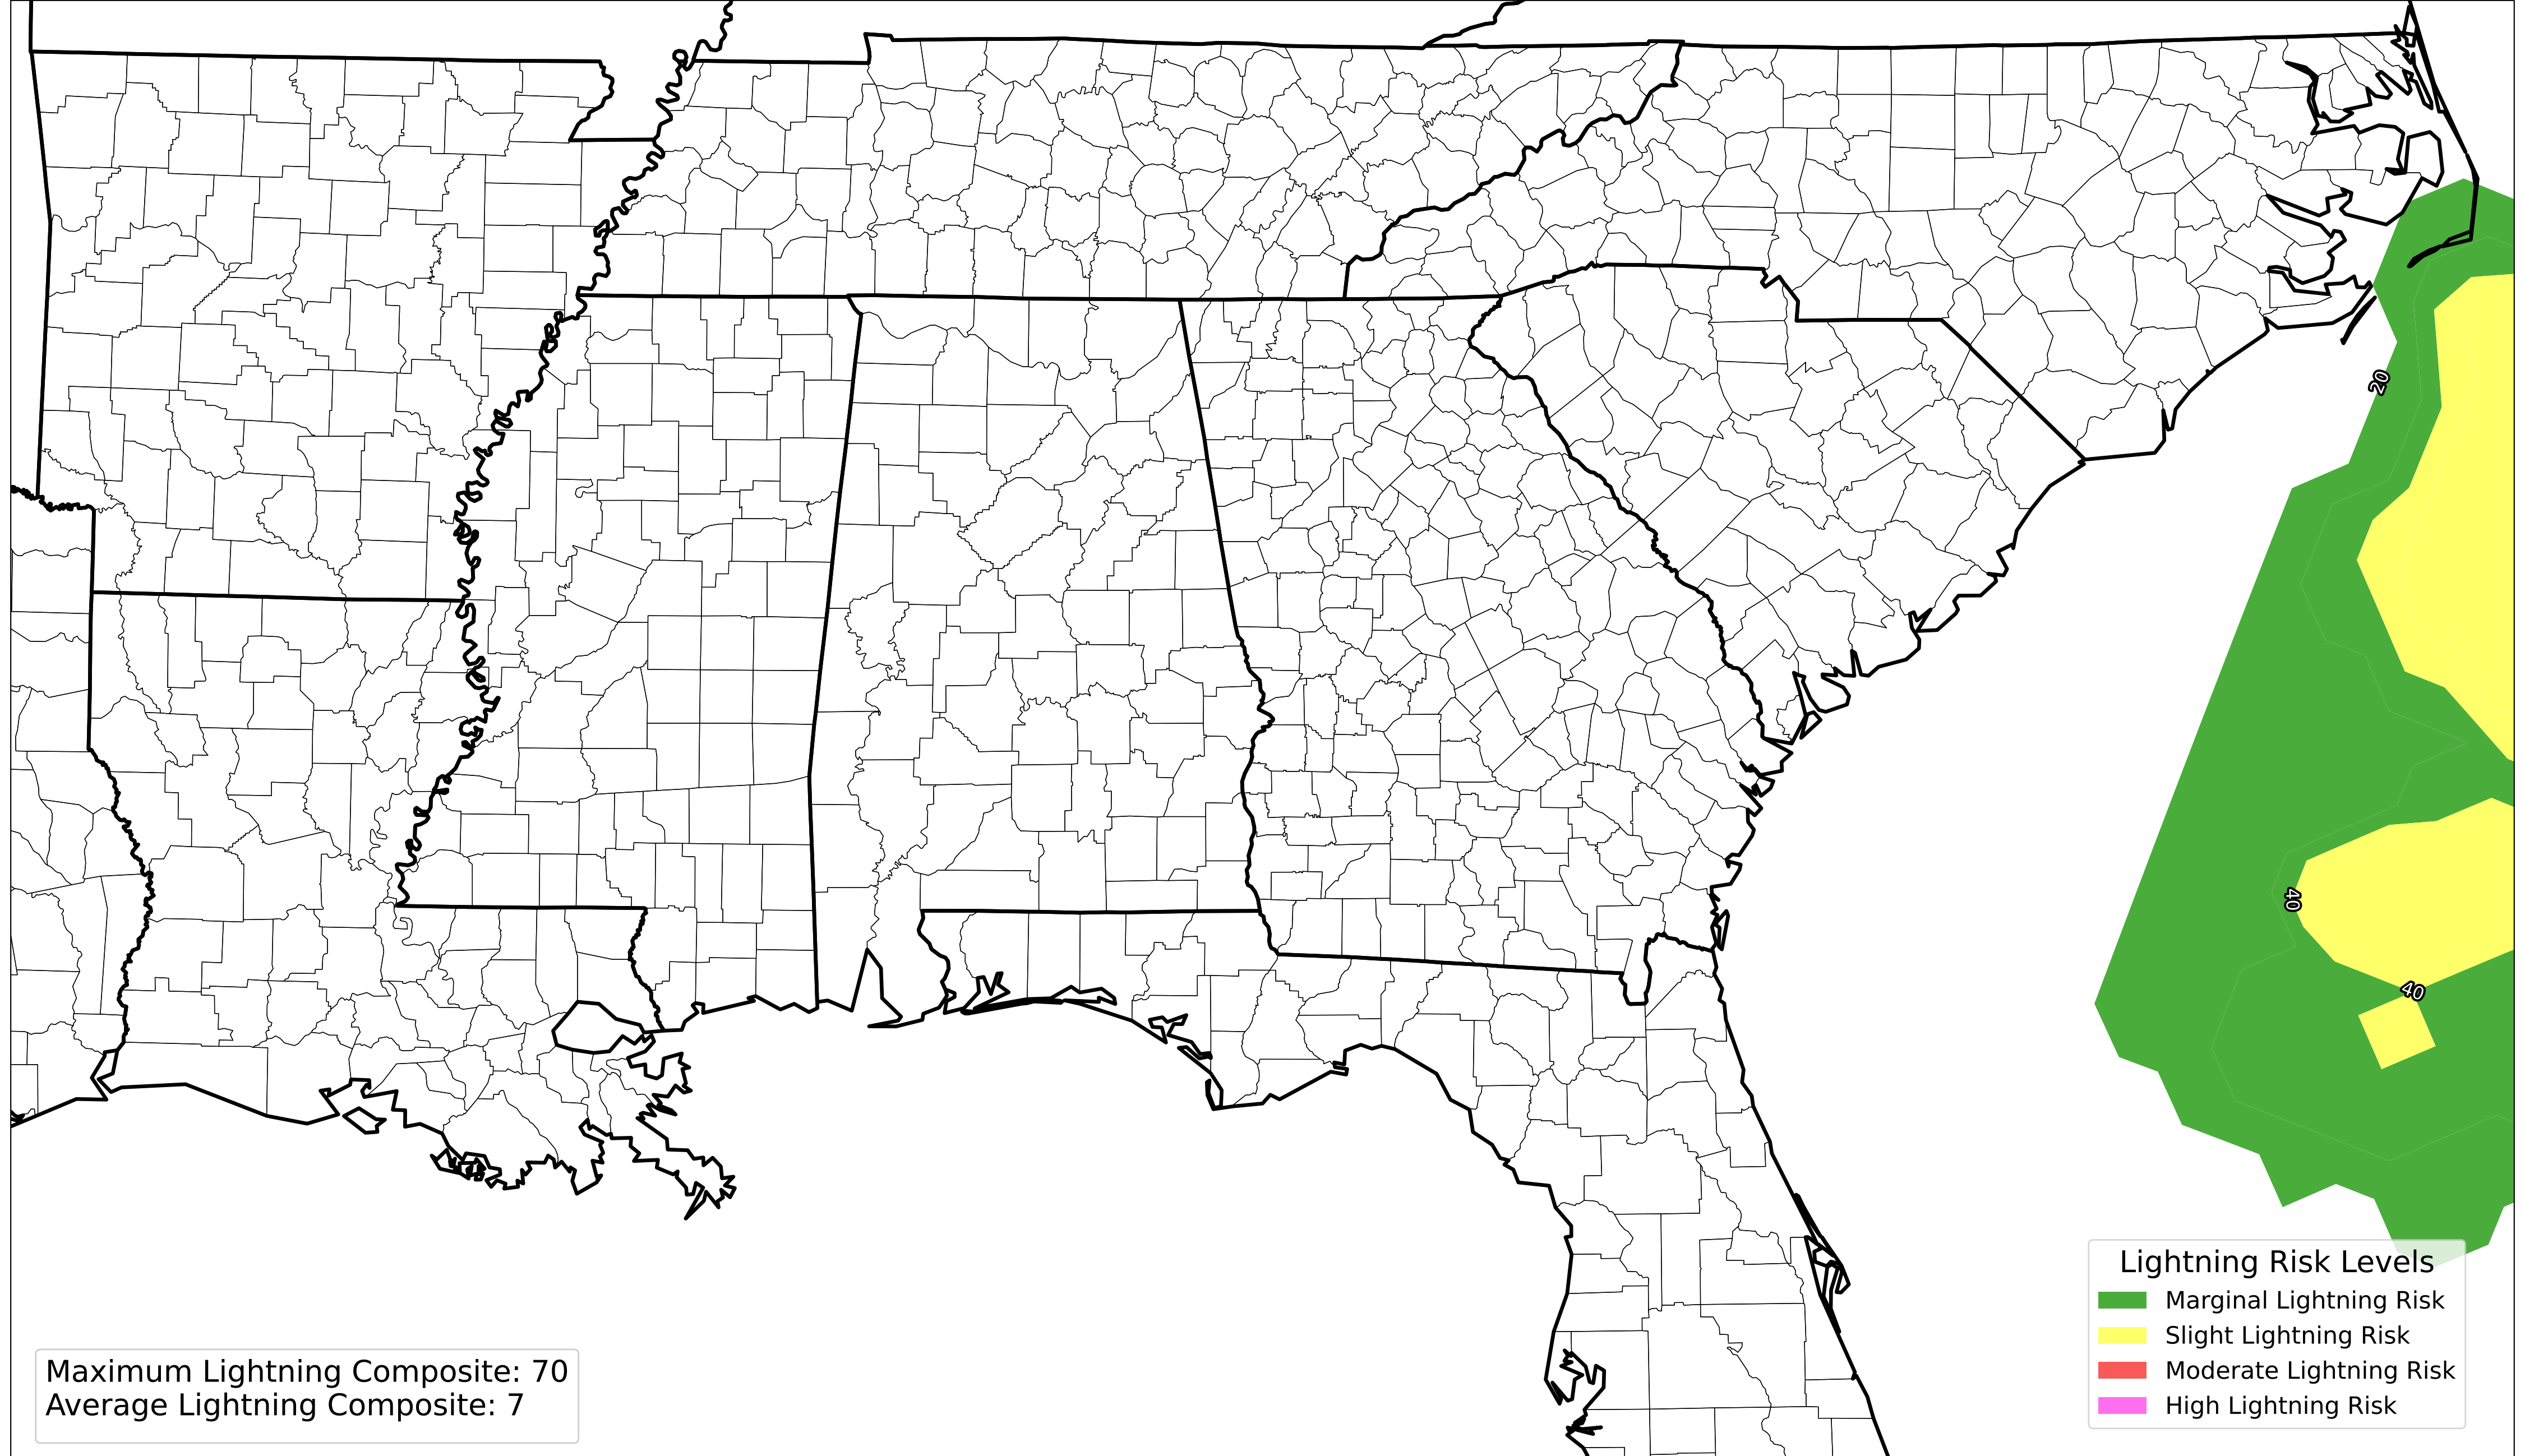 20
40
40
Lightning Risk Levels
Marginal Lightning Risk
Slight Lightning Risk
Moderate Lightning Risk
High Lightning Risk
Maximum Lightning Composite: 70
Average Lightning Composite: 7